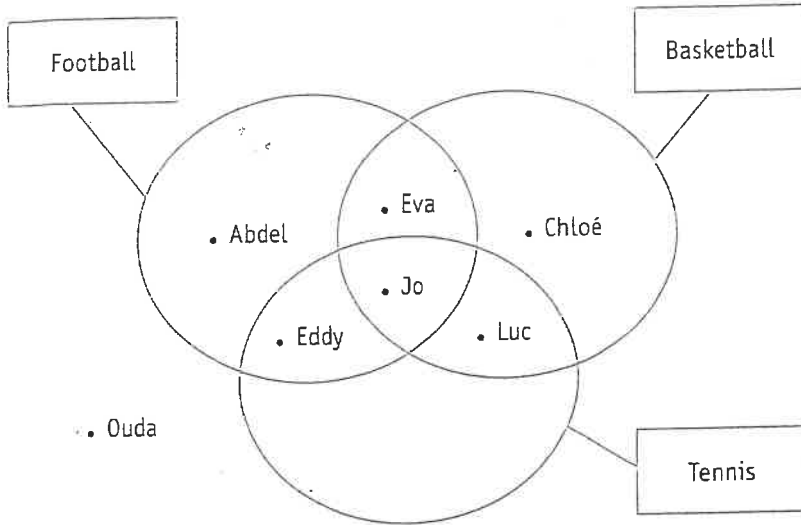 Football
Basketball
Eva
Abdel
Chloé
Jo
Eddy
Luc
Ouda
Tennis